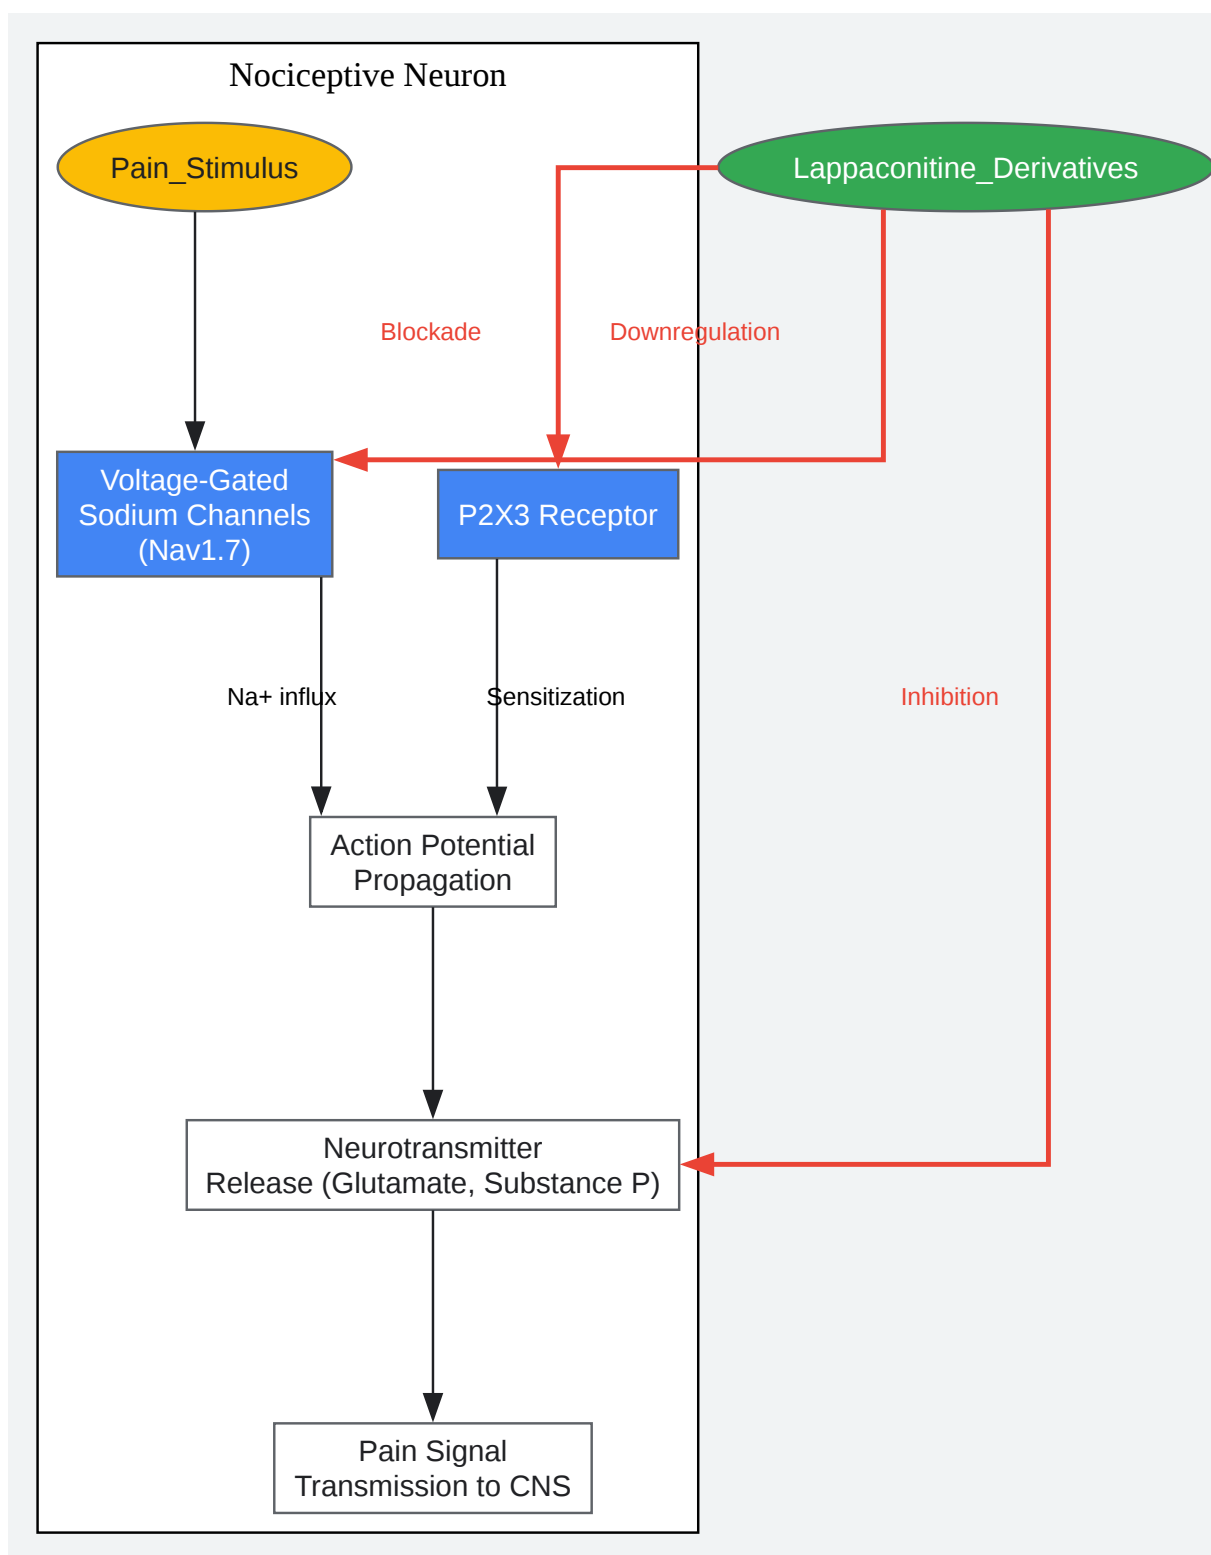 Nociceptive Neuron
Pain_Stimulus
Lappaconitine_Derivatives
Blockade
Downregulation
Voltage-Gated
Sodium Channels
(Nav1.7)
P2X3 Receptor
Na+ influx
Sensitization
Inhibition
Action Potential
Propagation
Neurotransmitter
Release (Glutamate, Substance P)
Pain Signal
Transmission to CNS